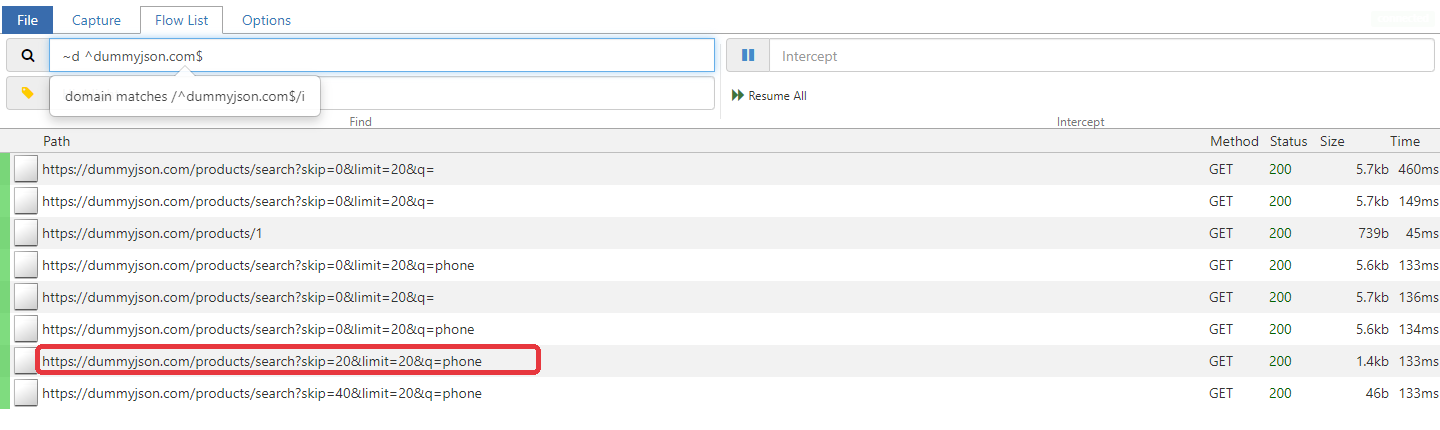 File Capture Flow List Options
~d ^dummyjson.com$ Intercept
domain matches /^dummyjson.com$/i Resume All
Find Intercept
Path Method Status Size Time
https://dummyjson.com/products/search?skip=0&limit=20&q= GET 200 5.7kb 460ms
https://dummyjson.com/products/search?skip=0&limit=20&q= GET 200 5.7kb 149ms
https://dummyjson.com/products/1 GET 200 739b 45ms
https://dummyjson.com/products/search?skip=0&limit=20&q=phone GET 200 5.6kb 133ms
https://dummyjson.com/products/search?skip=0&limit=20&q= GET 200 5.7kb 136ms
https://dummyjson.com/products/search?skip=0&limit=20&q=phone GET 200 5.6kb 134ms
https://dummyjson.com/products/search?skip=20&limit=20&q=phone GET 200 1.4kb 133ms
https://dummyjson.com/products/search?skip=40&limit=20&q=phone GET 200 46b 133ms